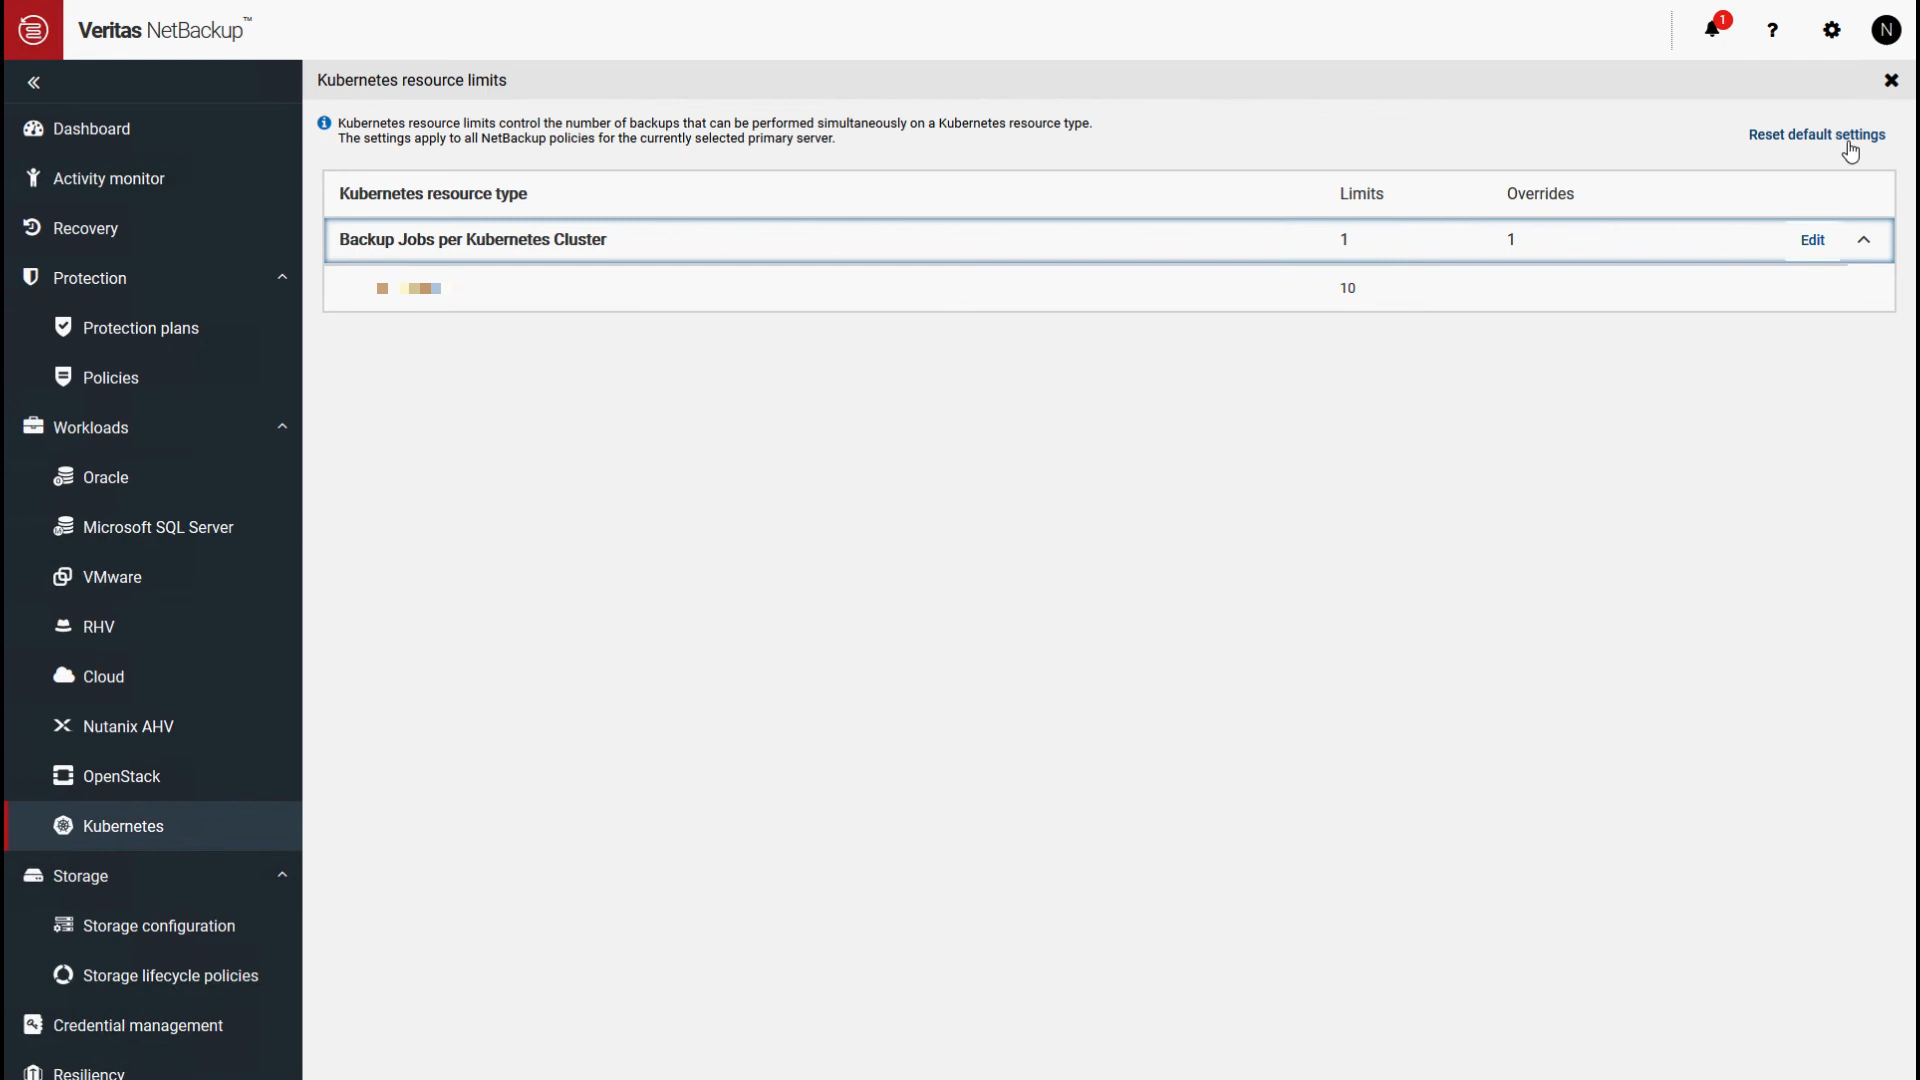 Veritas NetBackup™
1
?
N
Kubernetes resource limits
Kubernetes resource limits control the number of backups that can be performed simultaneously on a Kubernetes resource type.
The settings apply to all NetBackup policies for the currently selected primary server.
Reset default settings
Kubernetes resource type Limits Overrides
Backup Jobs per Kubernetes Cluster 1 1 Edit
10
Dashboard
Activity monitor
Recovery
Protection
Protection plans
Policies
Workloads
Oracle
Microsoft SQL Server
VMware
RHV
Cloud
Nutanix AHV
OpenStack
Kubernetes
Storage
Storage configuration
Storage lifecycle policies
Credential management
Resiliency